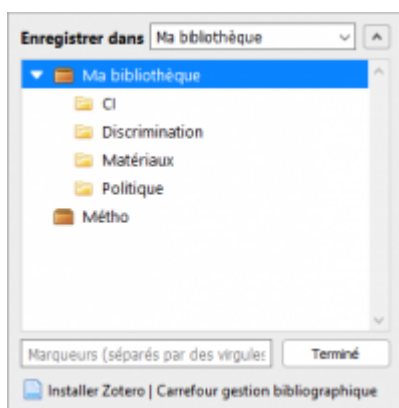 Enregistrer dans Ma bibliothèque
Ma bibliothèque
CI
Discrimination
Matériaux
Politique
Métho
Marqueurs (séparés par des virgules Terminé
Installer Zotero | Carrefour gestion bibliographique